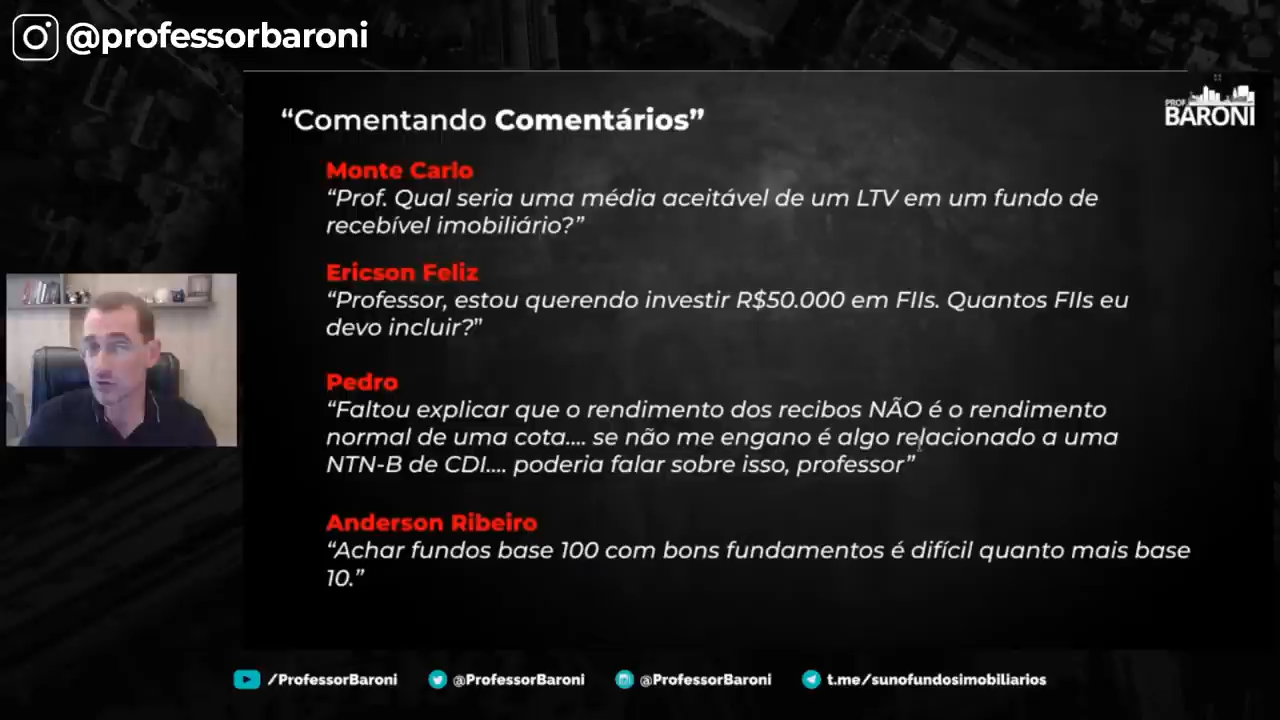 @professorbaroni
PROF.
BARONI
“Comentando Comentários”
Monte Carlo
“Prof. Qual seria uma média aceitável de um LTV em um fundo de
recebível imobiliário?”
Ericson Feliz
“Professor, estou querendo investir R$50.000 em FIIs. Quantos FIIs eu
devo incluir?”
Pedro
“Faltou explicar que o rendimento dos recibos NÃO é o rendimento
normal de uma cota.... se não me engano é algo relacionado a uma
NTN-B de CDI.... poderia falar sobre isso, professor”
Anderson Ribeiro
“Achar fundos base 100 com bons fundamentos é difícil quanto mais base
10.”
/ProfessorBaroni @ProfessorBaroni @ProfessorBaroni t.me/sunofundosimobiliarios